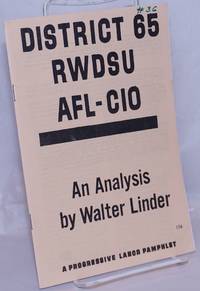 #36
DISTRICT 65
RWDSU
AFL-CIO
An Analysis
by Walter Linder
A PROGRESSIVE LABOR PAMPHLET